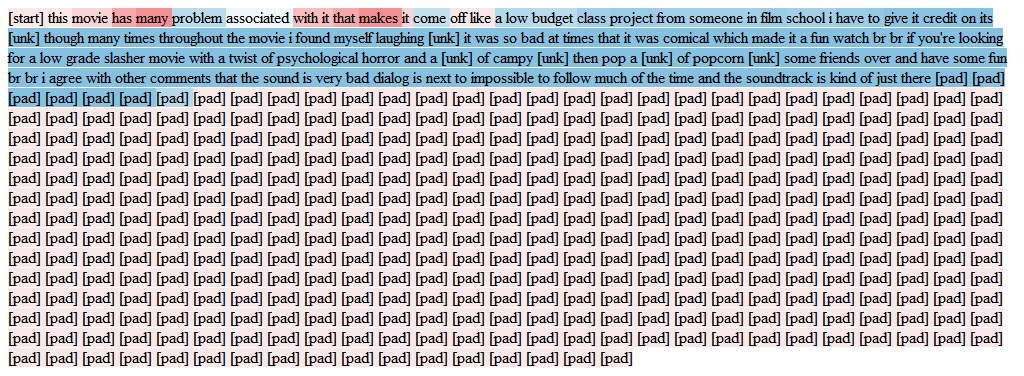 [start] this movie has many problem associated with it that makes it come off like a low budget class project from someone in film school i have to give it credit on its
[unk] though many times throughout the movie i found myself laughing [unk] it was so bad at times that it was comical which made it a fun watch br br if you're looking
for a low grade slasher movie with a twist of psychological horror and a [unk] of campy [unk] then pop a [unk] of popcorn [unk] some friends over and have some fun
br br i agree with other comments that the sound is very bad dialog is next to impossible to follow much of the time and the soundtrack is kind of just there [pad] [pad]
[pad] [pad] [pad] [pad] [pad] [pad] [pad] [pad] [pad] [pad] [pad] [pad] [pad] [pad] [pad] [pad] [pad] [pad] [pad] [pad] [pad] [pad] [pad] [pad] [pad] [pad] [pad]
[pad] [pad] [pad] [pad] [pad] [pad] [pad] [pad] [pad] [pad] [pad] [pad] [pad] [pad] [pad] [pad] [pad] [pad] [pad] [pad] [pad] [pad] [pad] [pad] [pad] [pad] [pad]
[pad] [pad] [pad] [pad] [pad] [pad] [pad] [pad] [pad] [pad] [pad] [pad] [pad] [pad] [pad] [pad] [pad] [pad] [pad] [pad] [pad] [pad] [pad] [pad] [pad] [pad] [pad]
[pad] [pad] [pad] [pad] [pad] [pad] [pad] [pad] [pad] [pad] [pad] [pad] [pad] [pad] [pad] [pad] [pad] [pad] [pad] [pad] [pad] [pad] [pad] [pad] [pad] [pad] [pad]
[pad] [pad] [pad] [pad] [pad] [pad] [pad] [pad] [pad] [pad] [pad] [pad] [pad] [pad] [pad] [pad] [pad] [pad] [pad] [pad] [pad] [pad] [pad] [pad] [pad] [pad] [pad]
[pad] [pad] [pad] [pad] [pad] [pad] [pad] [pad] [pad] [pad] [pad] [pad] [pad] [pad] [pad] [pad] [pad] [pad] [pad] [pad] [pad] [pad] [pad] [pad] [pad] [pad] [pad]
[pad] [pad] [pad] [pad] [pad] [pad] [pad] [pad] [pad] [pad] [pad] [pad] [pad] [pad] [pad] [pad] [pad] [pad] [pad] [pad] [pad] [pad] [pad] [pad] [pad] [pad] [pad]
[pad] [pad] [pad] [pad] [pad] [pad] [pad] [pad] [pad] [pad] [pad] [pad] [pad] [pad] [pad] [pad] [pad] [pad] [pad] [pad] [pad] [pad] [pad] [pad] [pad] [pad] [pad]
[pad] [pad] [pad] [pad] [pad] [pad] [pad] [pad] [pad] [pad] [pad] [pad] [pad] [pad] [pad] [pad] [pad] [pad] [pad] [pad] [pad] [pad] [pad] [pad] [pad] [pad] [pad]
[pad] [pad] [pad] [pad] [pad] [pad] [pad] [pad] [pad] [pad] [pad] [pad] [pad] [pad] [pad] [pad] [pad] [pad] [pad] [pad] [pad] [pad] [pad] [pad] [pad] [pad] [pad]
[pad] [pad] [pad] [pad] [pad] [pad] [pad] [pad] [pad] [pad] [pad] [pad] [pad] [pad] [pad] [pad] [pad] [pad] [pad] [pad] [pad] [pad] [pad] [pad] [pad] [pad] [pad]
[pad] [pad] [pad] [pad] [pad] [pad] [pad] [pad] [pad] [pad] [pad] [pad] [pad] [pad] [pad] [pad] [pad] [pad] [pad] [pad] [pad] [pad] [pad] [pad] [pad] [pad] [pad]
[pad] [pad] [pad] [pad] [pad] [pad] [pad] [pad] [pad] [pad] [pad] [pad] [pad] [pad] [pad] [pad] [pad] [pad] [pad] [pad] [pad] [pad] [pad] [pad] [pad] [pad] [pad]
[pad] [pad] [pad] [pad] [pad] [pad] [pad] [pad] [pad] [pad] [pad] [pad] [pad] [pad] [pad] [pad] [pad]